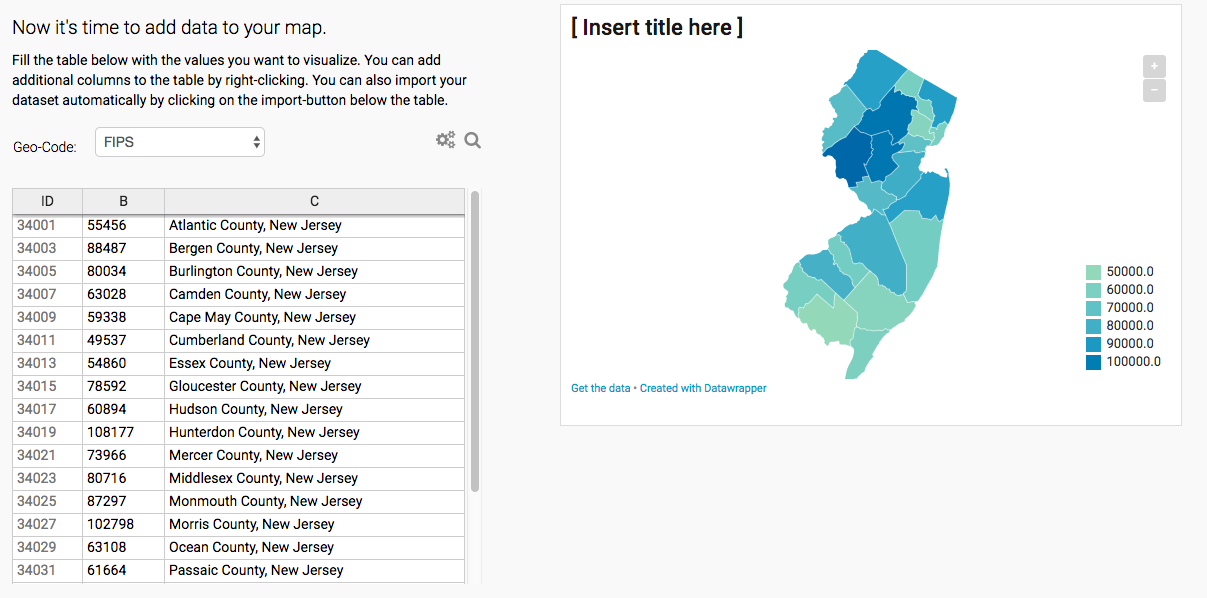 Now it's time to add data to your map.
Fill the table below with the values you want to visualize. You can add
additional columns to the table by right-clicking. You can also import your
dataset automatically by clicking on the import-button below the table.
Geo-Code: FIPS
ID B C
34001 55456 Atlantic County, New Jersey
34003 88487 Bergen County, New Jersey
34005 80034 Burlington County, New Jersey
34007 63028 Camden County, New Jersey
34009 59338 Cape May County, New Jersey
34011 49537 Cumberland County, New Jersey
34013 54860 Essex County, New Jersey
34015 78592 Gloucester County, New Jersey
34017 60894 Hudson County, New Jersey
34019 108177 Hunterdon County, New Jersey
34021 73966 Mercer County, New Jersey
34023 80716 Middlesex County, New Jersey
34025 87297 Monmouth County, New Jersey
34027 102798 Morris County, New Jersey
34029 63108 Ocean County, New Jersey
34031 61664 Passaic County, New Jersey
[ Insert title here ]
+
−
50000.0
60000.0
70000.0
80000.0
90000.0
100000.0
Get the data • Created with Datawrapper